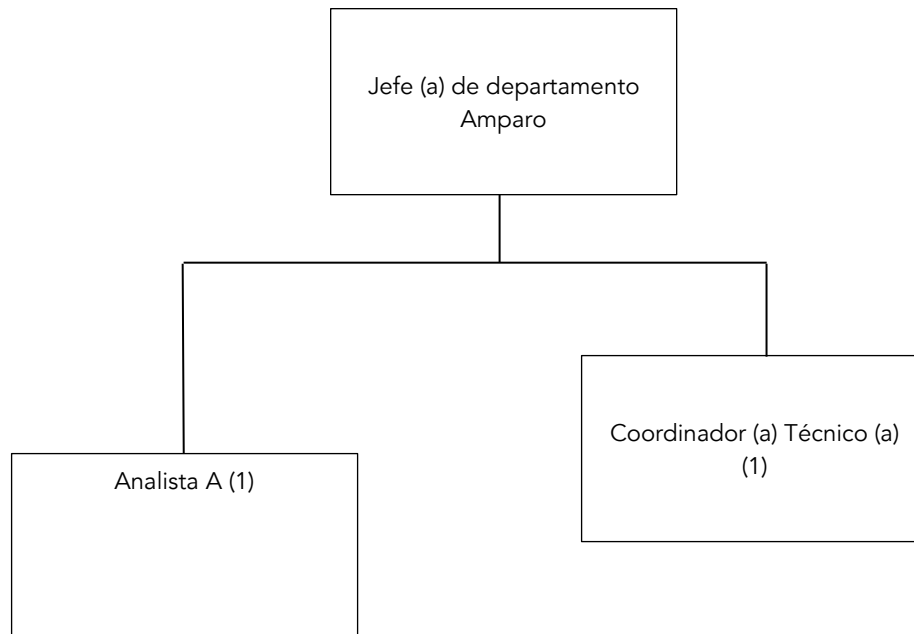 Jefe (a) de departamento
Amparo
Coordinador (a) Técnico (a)
(1)
Analista A (1)